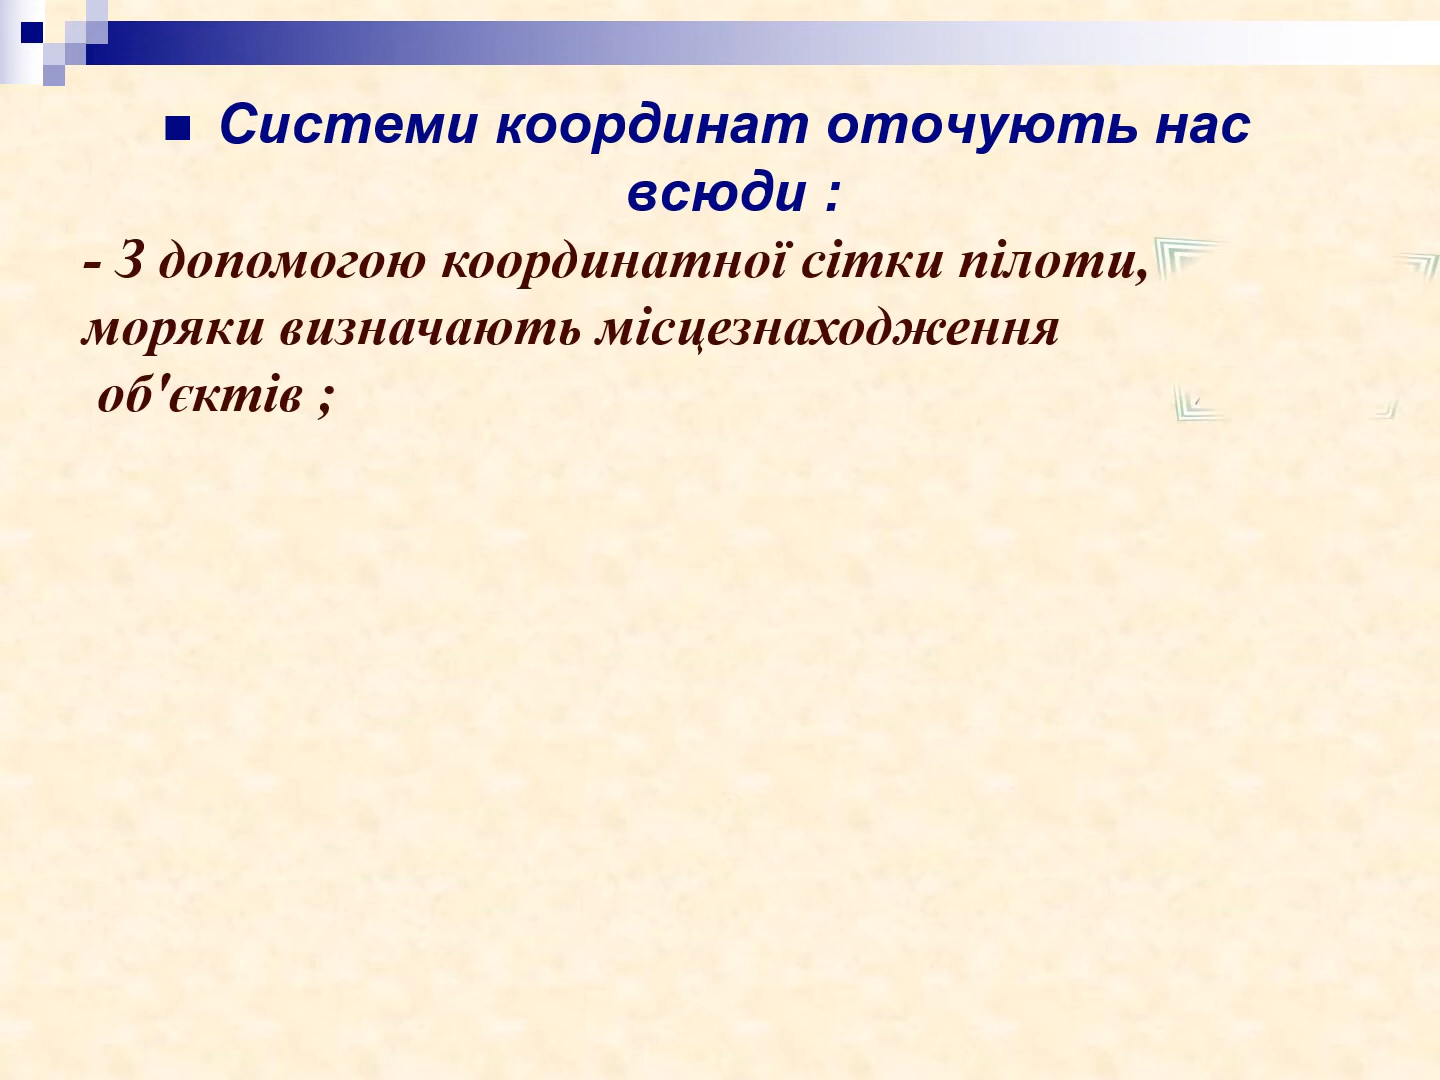 ■ Системи координат оточують нас
всюди :
- З допомогою координатної сітки пілоти,
моряки визначають місцезнаходження
об'єктів ;